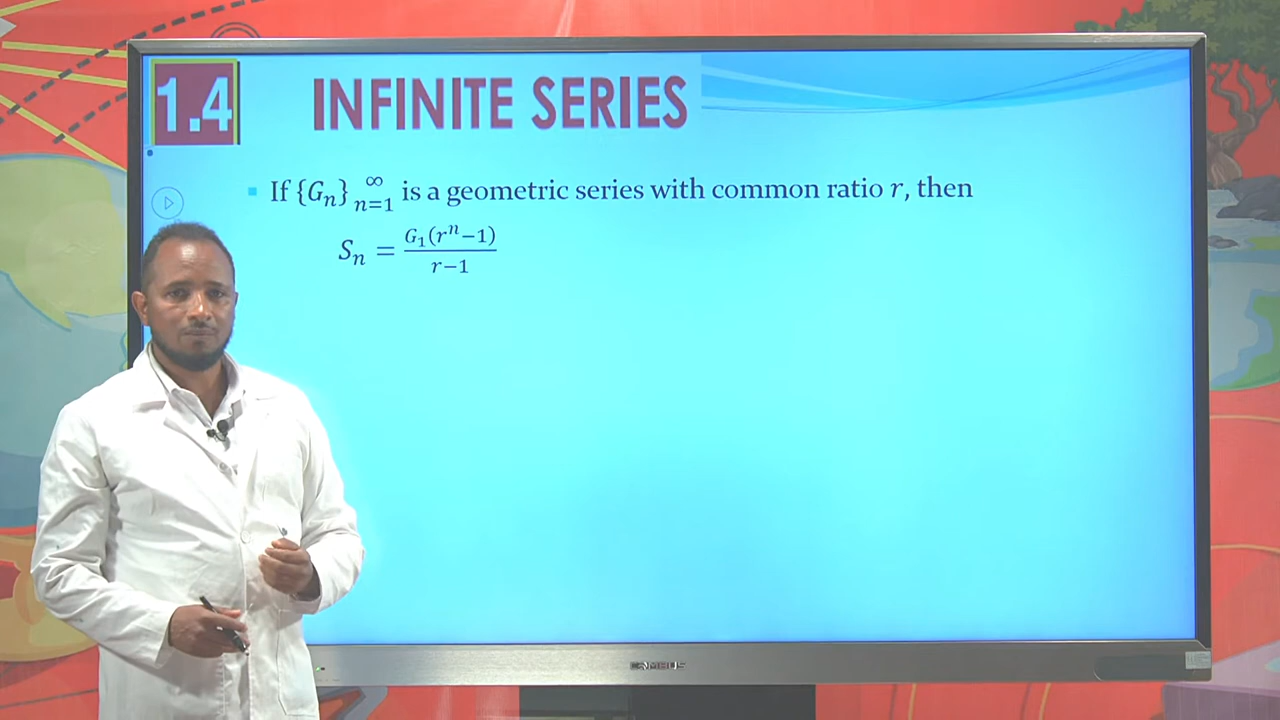 1.4 INFINITE SERIES
If {Gₙ} ∞ n=1 is a geometric series with common ratio r, then
Sₙ = G₁(rⁿ−1) / r−1